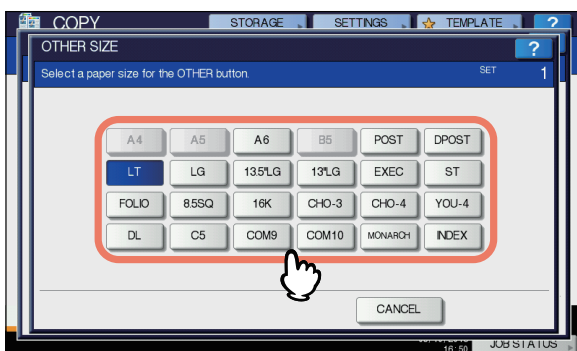 COPY STORAGE SETTINGS TEMPLATE ?
OTHER SIZE ?
Select a paper size for the OTHER button. SET 1
A4 A5 A6 B5 POST DPOST
LT LG 13.5"LG 13"LG EXEC ST
FOLIO 8.5SQ 16K CHO-3 CHO-4 YOU-4
DL C5 COM9 COM10 MONARCH INDEX
CANCEL
16:50 JOB STATUS